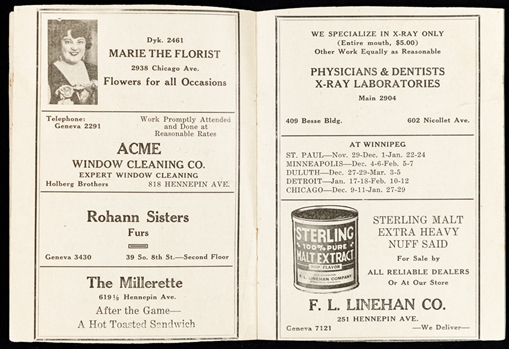 Dyk. 2461
MARIE THE FLORIST
2938 Chicago Ave.
Flowers for all Occasions
Telephone:
Geneva 2291
Work Promptly Attended
and Done at
Reasonable Rates
ACME
WINDOW CLEANING CO.
EXPERT WINDOW CLEANING
Holberg Brothers 818 HENNEPIN AVE.
Rohann Sisters
Furs
Geneva 3430 39 So. 8th St.—Second Floor
The Millerette
619½ Hennepin Ave.
After the Game—
A Hot Toasted Sandwich
WE SPECIALIZE IN X-RAY ONLY
(Entire mouth, $5.00)
Other Work Equally as Reasonable
PHYSICIANS & DENTISTS
X-RAY LABORATORIES
Main 2904
409 Besse Bldg. 602 Nicollet Ave.
AT WINNIPEG
ST. PAUL—Nov. 29-Dec. 1-Jan. 22-24
MINNEAPOLIS—Dec. 4-6-Feb. 5-7
DULUTH—Dec. 27-29-Mar. 3-5
DETROIT—Jan. 17-18-Feb. 10-12
CHICAGO—Dec. 9-11-Jan. 27-29
STERLING
100% PURE
MALT EXTRACT
HOP FLAVOR
F. L. LINEHAN COMPANY
STERLING MALT
EXTRA HEAVY
NUFF SAID
For Sale by
ALL RELIABLE DEALERS
Or At Our Store
F. L. LINEHAN CO.
251 HENNEPIN AVE.
Geneva 7121 —We Deliver—